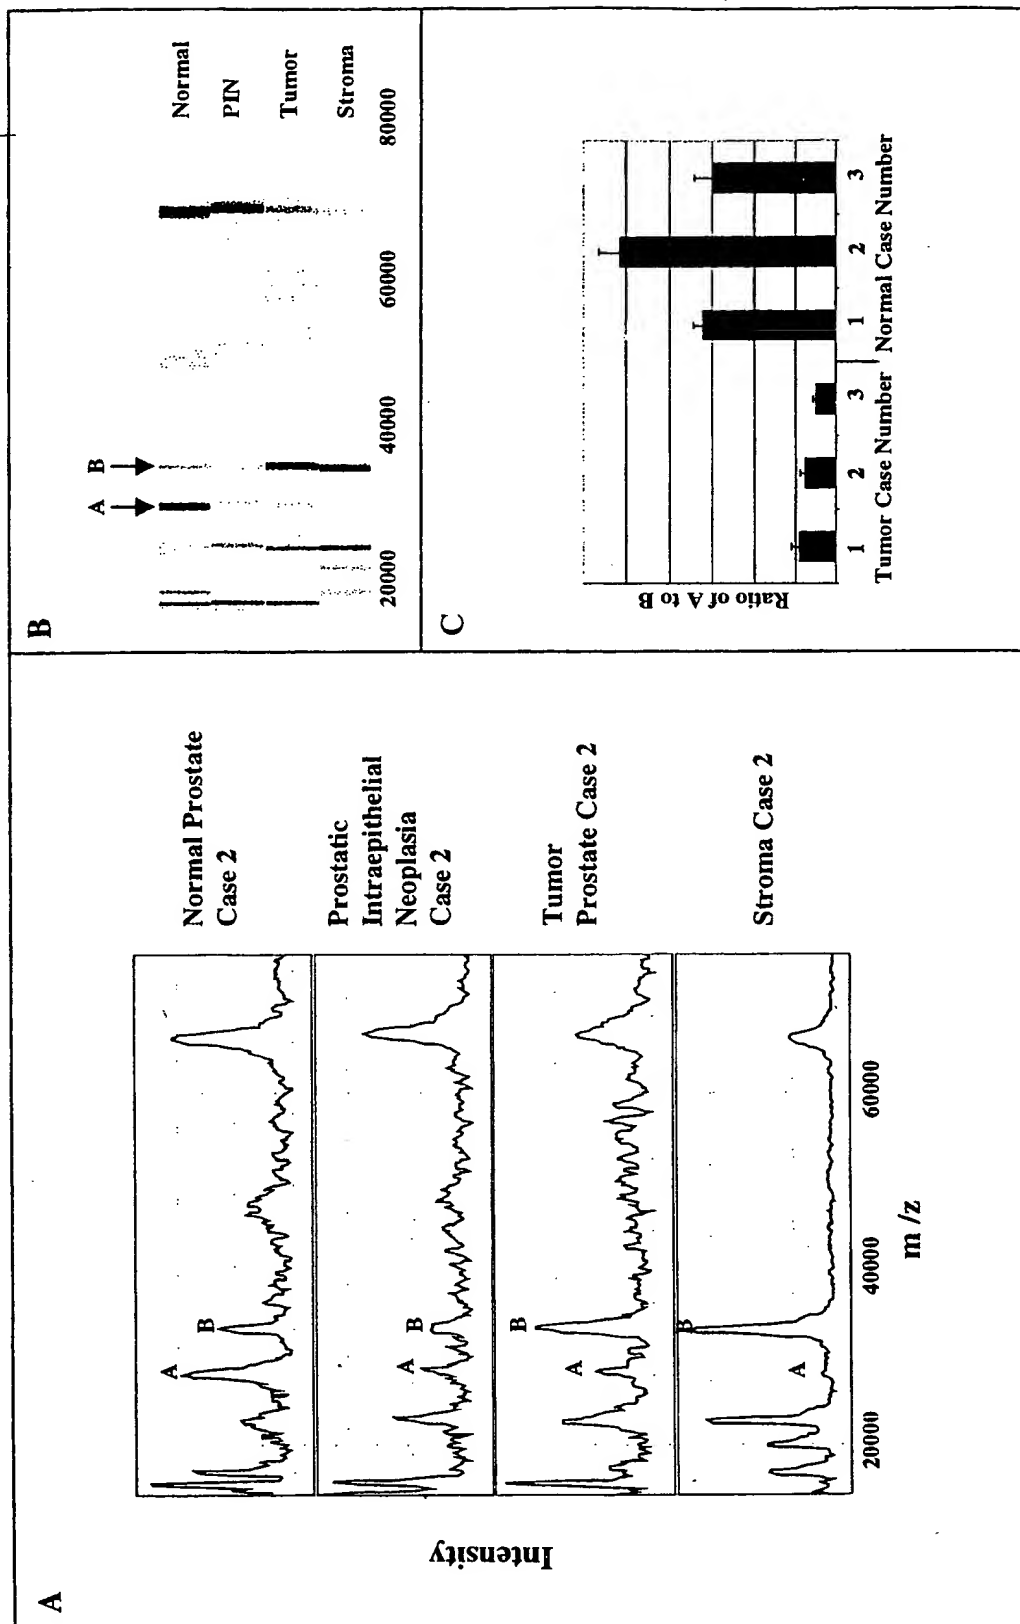 A
Intensity
A
B
Normal Prostate
Case 2
A
B
Prostatic
Intraepithelial
Neoplasia
Case 2
A
B
Tumor
Prostate Case 2
A
B
Stroma Case 2
20000
40000
60000
m /z
B
A
B
Normal
PIN
Tumor
Stroma
20000
40000
60000
80000
C
Ratio of A to B
1
2
3
1
2
3
Tumor Case Number
Normal Case Number